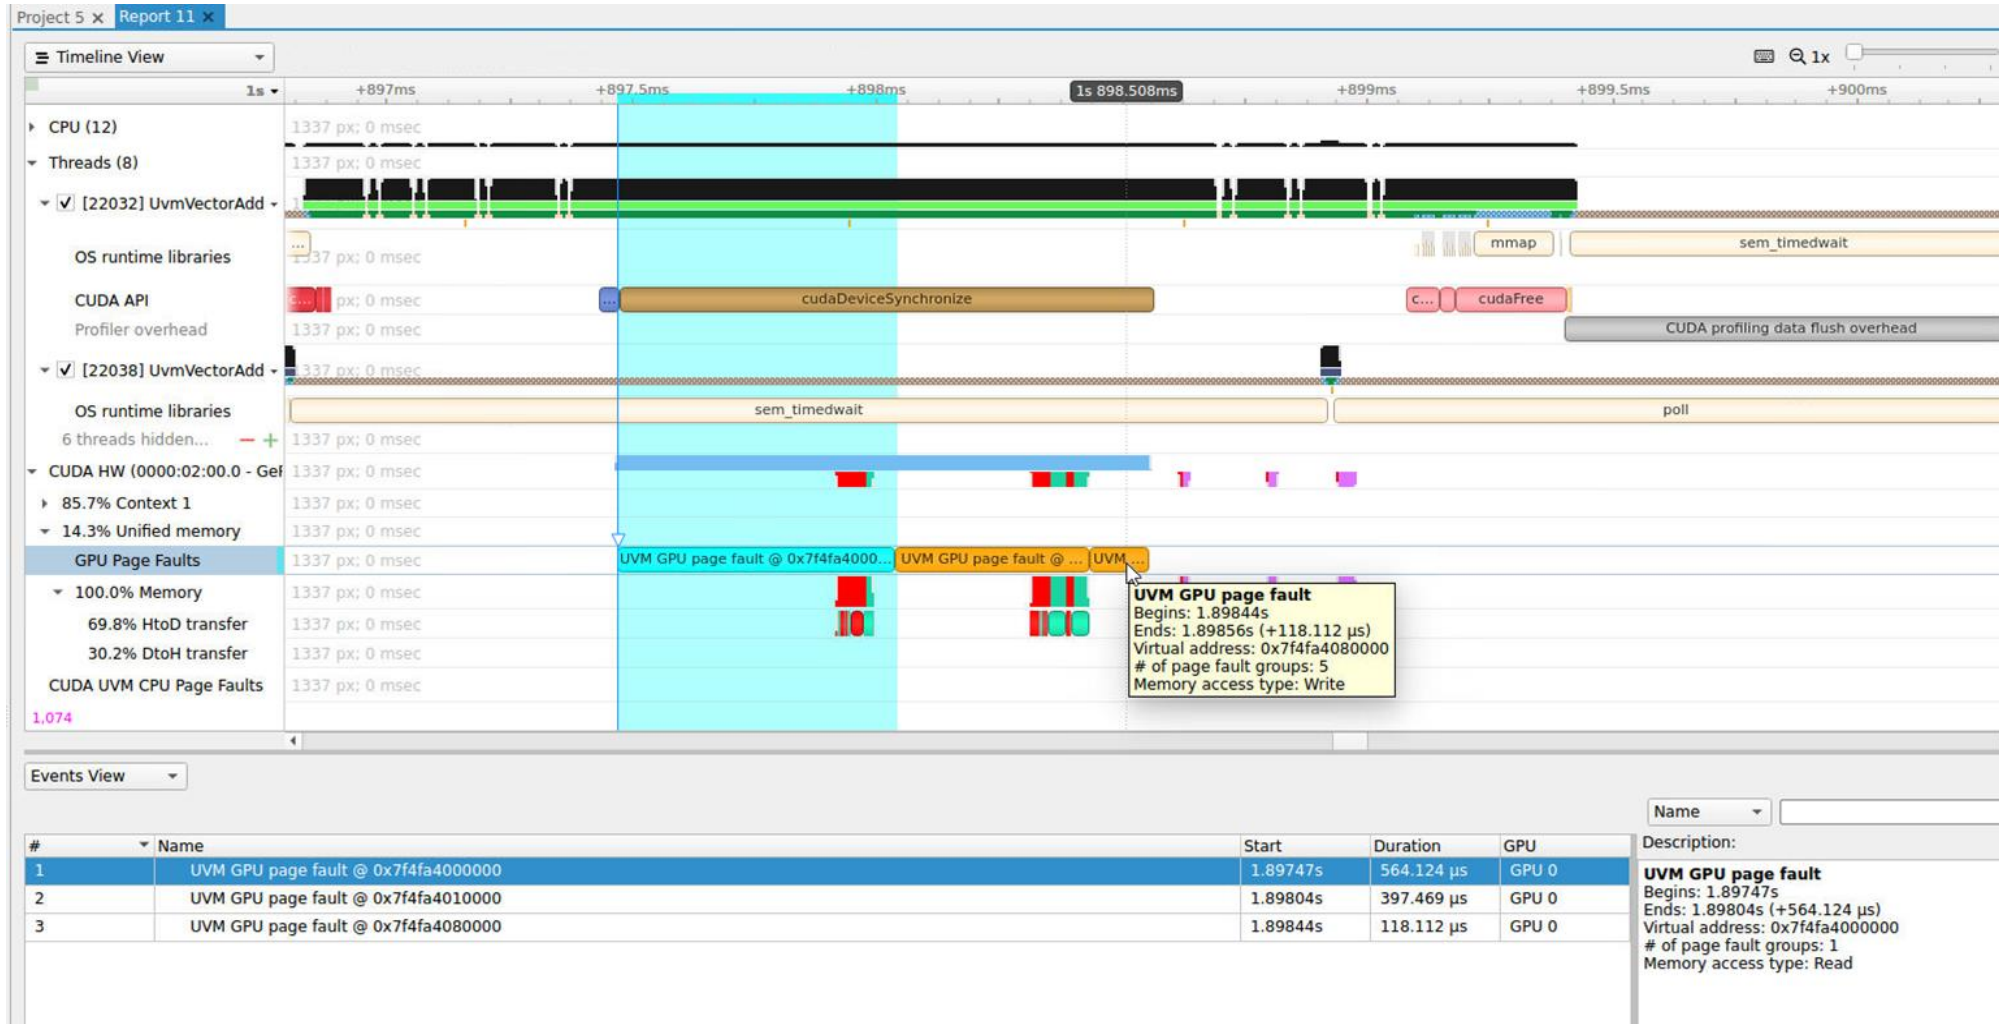 Project 5 ×
Report 11 ×
Timeline View
1x
1s
+897ms
+897.5ms
+898ms
1s 898.508ms
+899ms
+899.5ms
+900ms
CPU (12)
1337 px; 0 msec
Threads (8)
1337 px; 0 msec
[22032] UvmVectorAdd
OS runtime libraries
...
1337 px; 0 msec
mmap
sem_timedwait
CUDA API
c...
px; 0 msec
...
cudaDeviceSynchronize
c...
cudaFree
Profiler overhead
1337 px; 0 msec
CUDA profiling data flush overhead
[22038] UvmVectorAdd
337 px; 0 msec
OS runtime libraries
sem_timedwait
poll
6 threads hidden...
1337 px; 0 msec
CUDA HW (0000:02:00.0 - GeF
1337 px; 0 msec
85.7% Context 1
1337 px; 0 msec
14.3% Unified memory
1337 px; 0 msec
GPU Page Faults
1337 px; 0 msec
UVM GPU page fault @ 0x7f4fa4000...
UVM GPU page fault @ ...
UVM ...
100.0% Memory
1337 px; 0 msec
69.8% HtoD transfer
1337 px; 0 msec
30.2% DtoH transfer
1337 px; 0 msec
CUDA UVM CPU Page Faults
1337 px; 0 msec
1,074
UVM GPU page fault
Begins: 1.89844s
Ends: 1.89856s (+118.112 µs)
Virtual address: 0x7f4fa4080000
# of page fault groups: 5
Memory access type: Write
Events View
Name
# Name Start Duration GPU
1 UVM GPU page fault @ 0x7f4fa4000000 1.89747s 564.124 µs GPU 0
2 UVM GPU page fault @ 0x7f4fa4010000 1.89804s 397.469 µs GPU 0
3 UVM GPU page fault @ 0x7f4fa4080000 1.89844s 118.112 µs GPU 0
Description:
UVM GPU page fault
Begins: 1.89747s
Ends: 1.89804s (+564.124 µs)
Virtual address: 0x7f4fa4000000
# of page fault groups: 1
Memory access type: Read